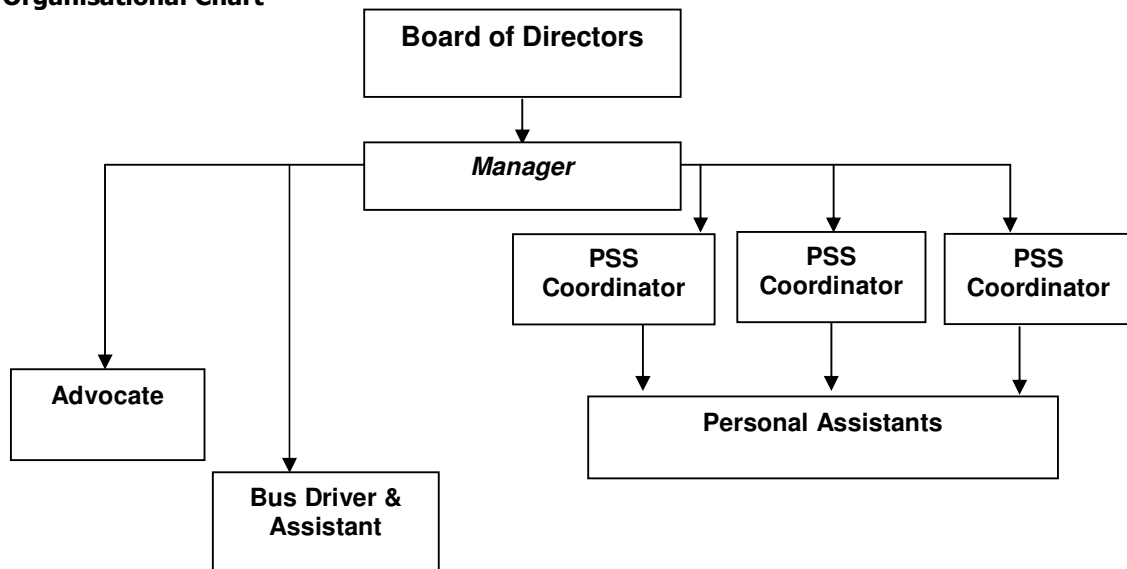 Organisational Chart
Board of Directors
Manager
PSS
Coordinator
PSS
Coordinator
PSS
Coordinator
Advocate
Personal Assistants
Bus Driver &
Assistant